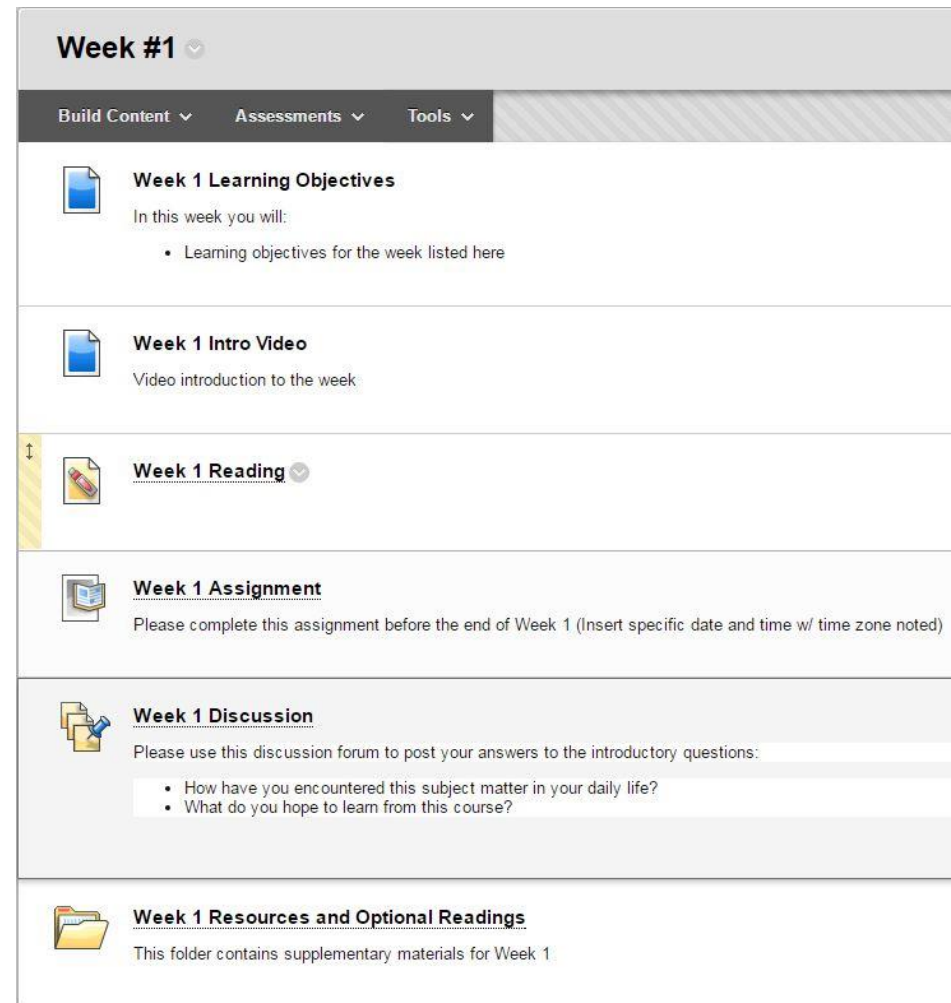 Week #1
Build Content Assessments Tools
Week 1 Learning Objectives
In this week you will:
• Learning objectives for the week listed here
Week 1 Intro Video
Video introduction to the week
Week 1 Reading
Week 1 Assignment
Please complete this assignment before the end of Week 1 (Insert specific date and time w/ time zone noted)
Week 1 Discussion
Please use this discussion forum to post your answers to the introductory questions:
• How have you encountered this subject matter in your daily life?
• What do you hope to learn from this course?
Week 1 Resources and Optional Readings
This folder contains supplementary materials for Week 1